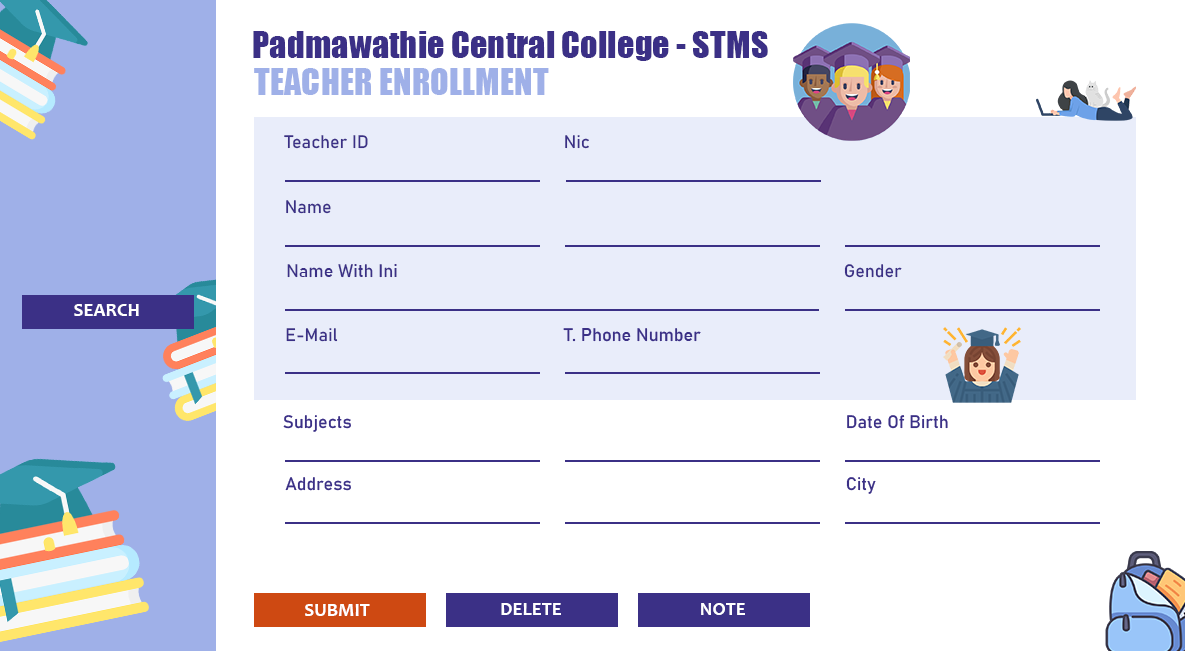 Padmawathie Central College - STMS
TEACHER ENROLLMENT
Teacher ID
Nic
Name
Name With Ini
Gender
SEARCH
E-Mail
T. Phone Number
Subjects
Date Of Birth
Address
City
SUBMIT
DELETE
NOTE